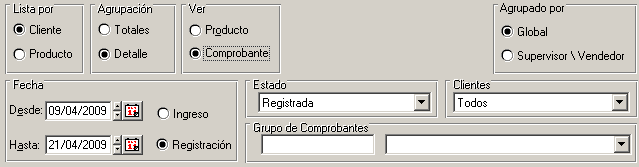 Lista por
Cliente
Producto
Agrupación
Totales
Detalle
Ver
Producto
Comprobante
Agrupado por
Global
Supervisor \ Vendedor
Fecha
Desde: 09/04/2009
Hasta: 21/04/2009
Ingreso
Registración
Estado
Registrada
Clientes
Todos
Grupo de Comprobantes